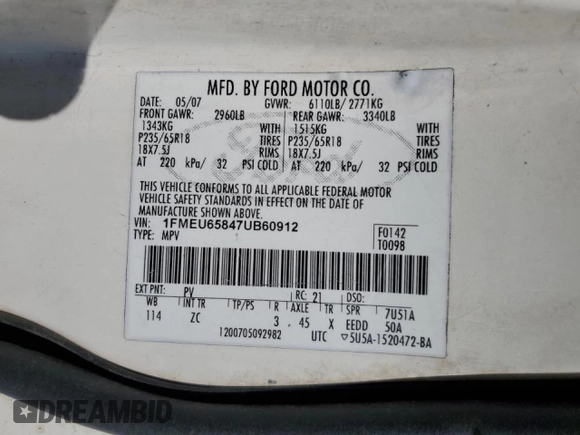 MFD. BY FORD MOTOR CO.
DATE: 05/07 GVWR: 6110LB/ 2771KG
FRONT GAWR: 2960LB REAR GAWR: 3340LB
1343KG WITH 1515KG WITH
P235/65R18 TIRES P235/65R18 TIRES
18X7.5J RIMS 18X7.5J RIMS
AT 220 kPa/ 32 PSI COLD AT 220 kPa/ 32 PSI COLD
THIS VEHICLE CONFORMS TO ALL APPLICABLE FEDERAL MOTOR
VEHICLE SAFETY STANDARDS IN EFFECT ON THE DATE OF
MANUFACTURE SHOWN ABOVE.
VIN: 1FMEU65847UB60912 F0142
TYPE: MPV T0098
EXT PNT: PV RC: 21 DSO:
WB INT TR TP/PS R AXLE TR SPR 7U51A
114 ZC 3 . 45 X EEDD 50A
1200705092982 UTC ▽5U5A-1520472-BA
Ford
DREAMBID